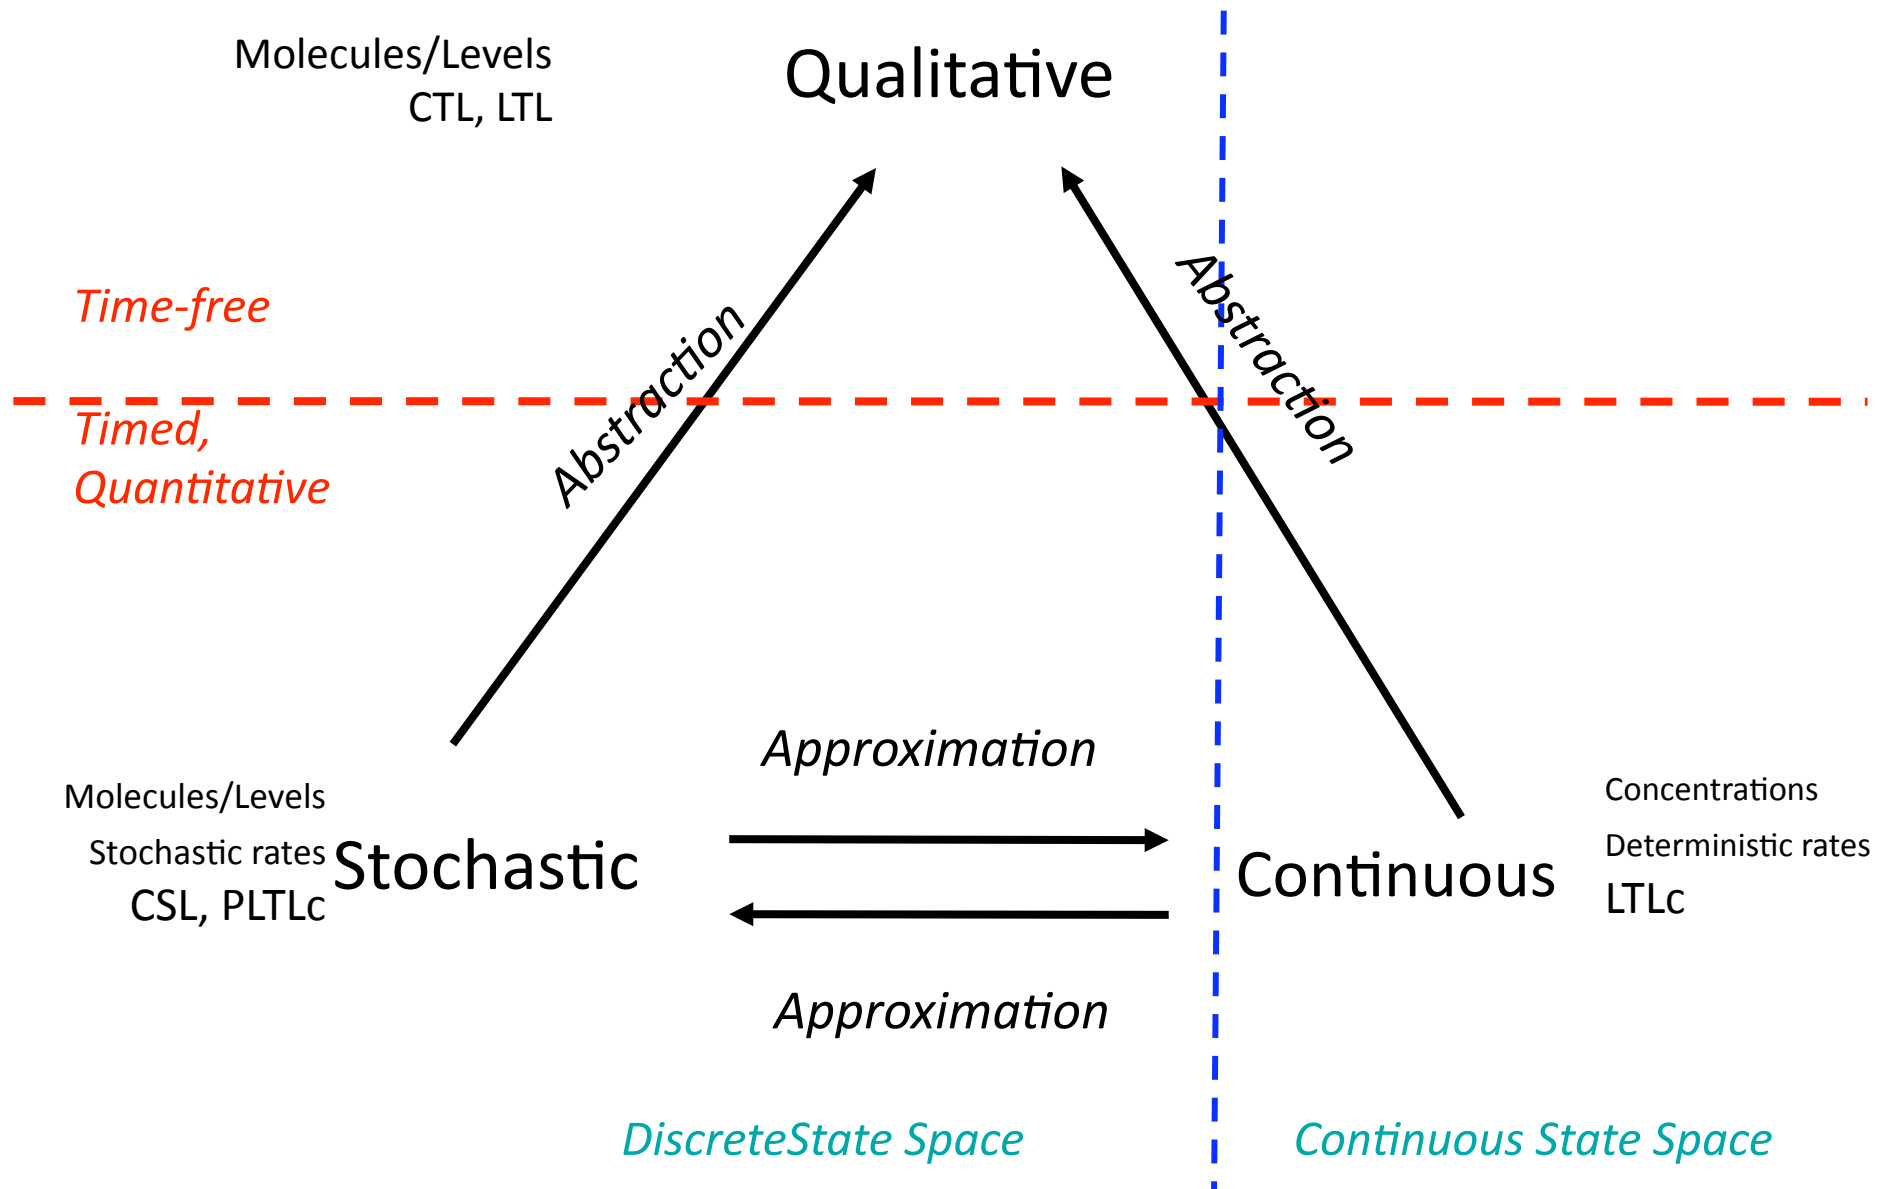 Molecules/Levels
CTL, LTL
Qualitative
Time-free
Abstraction
Abstraction
Timed,
Quantitative
Approximation
Molecules/Levels
Stochastic rates
CSL, PLTLc
Stochastic
Continuous
Concentrations
Deterministic rates
LTLc
Approximation
DiscreteState Space
Continuous State Space